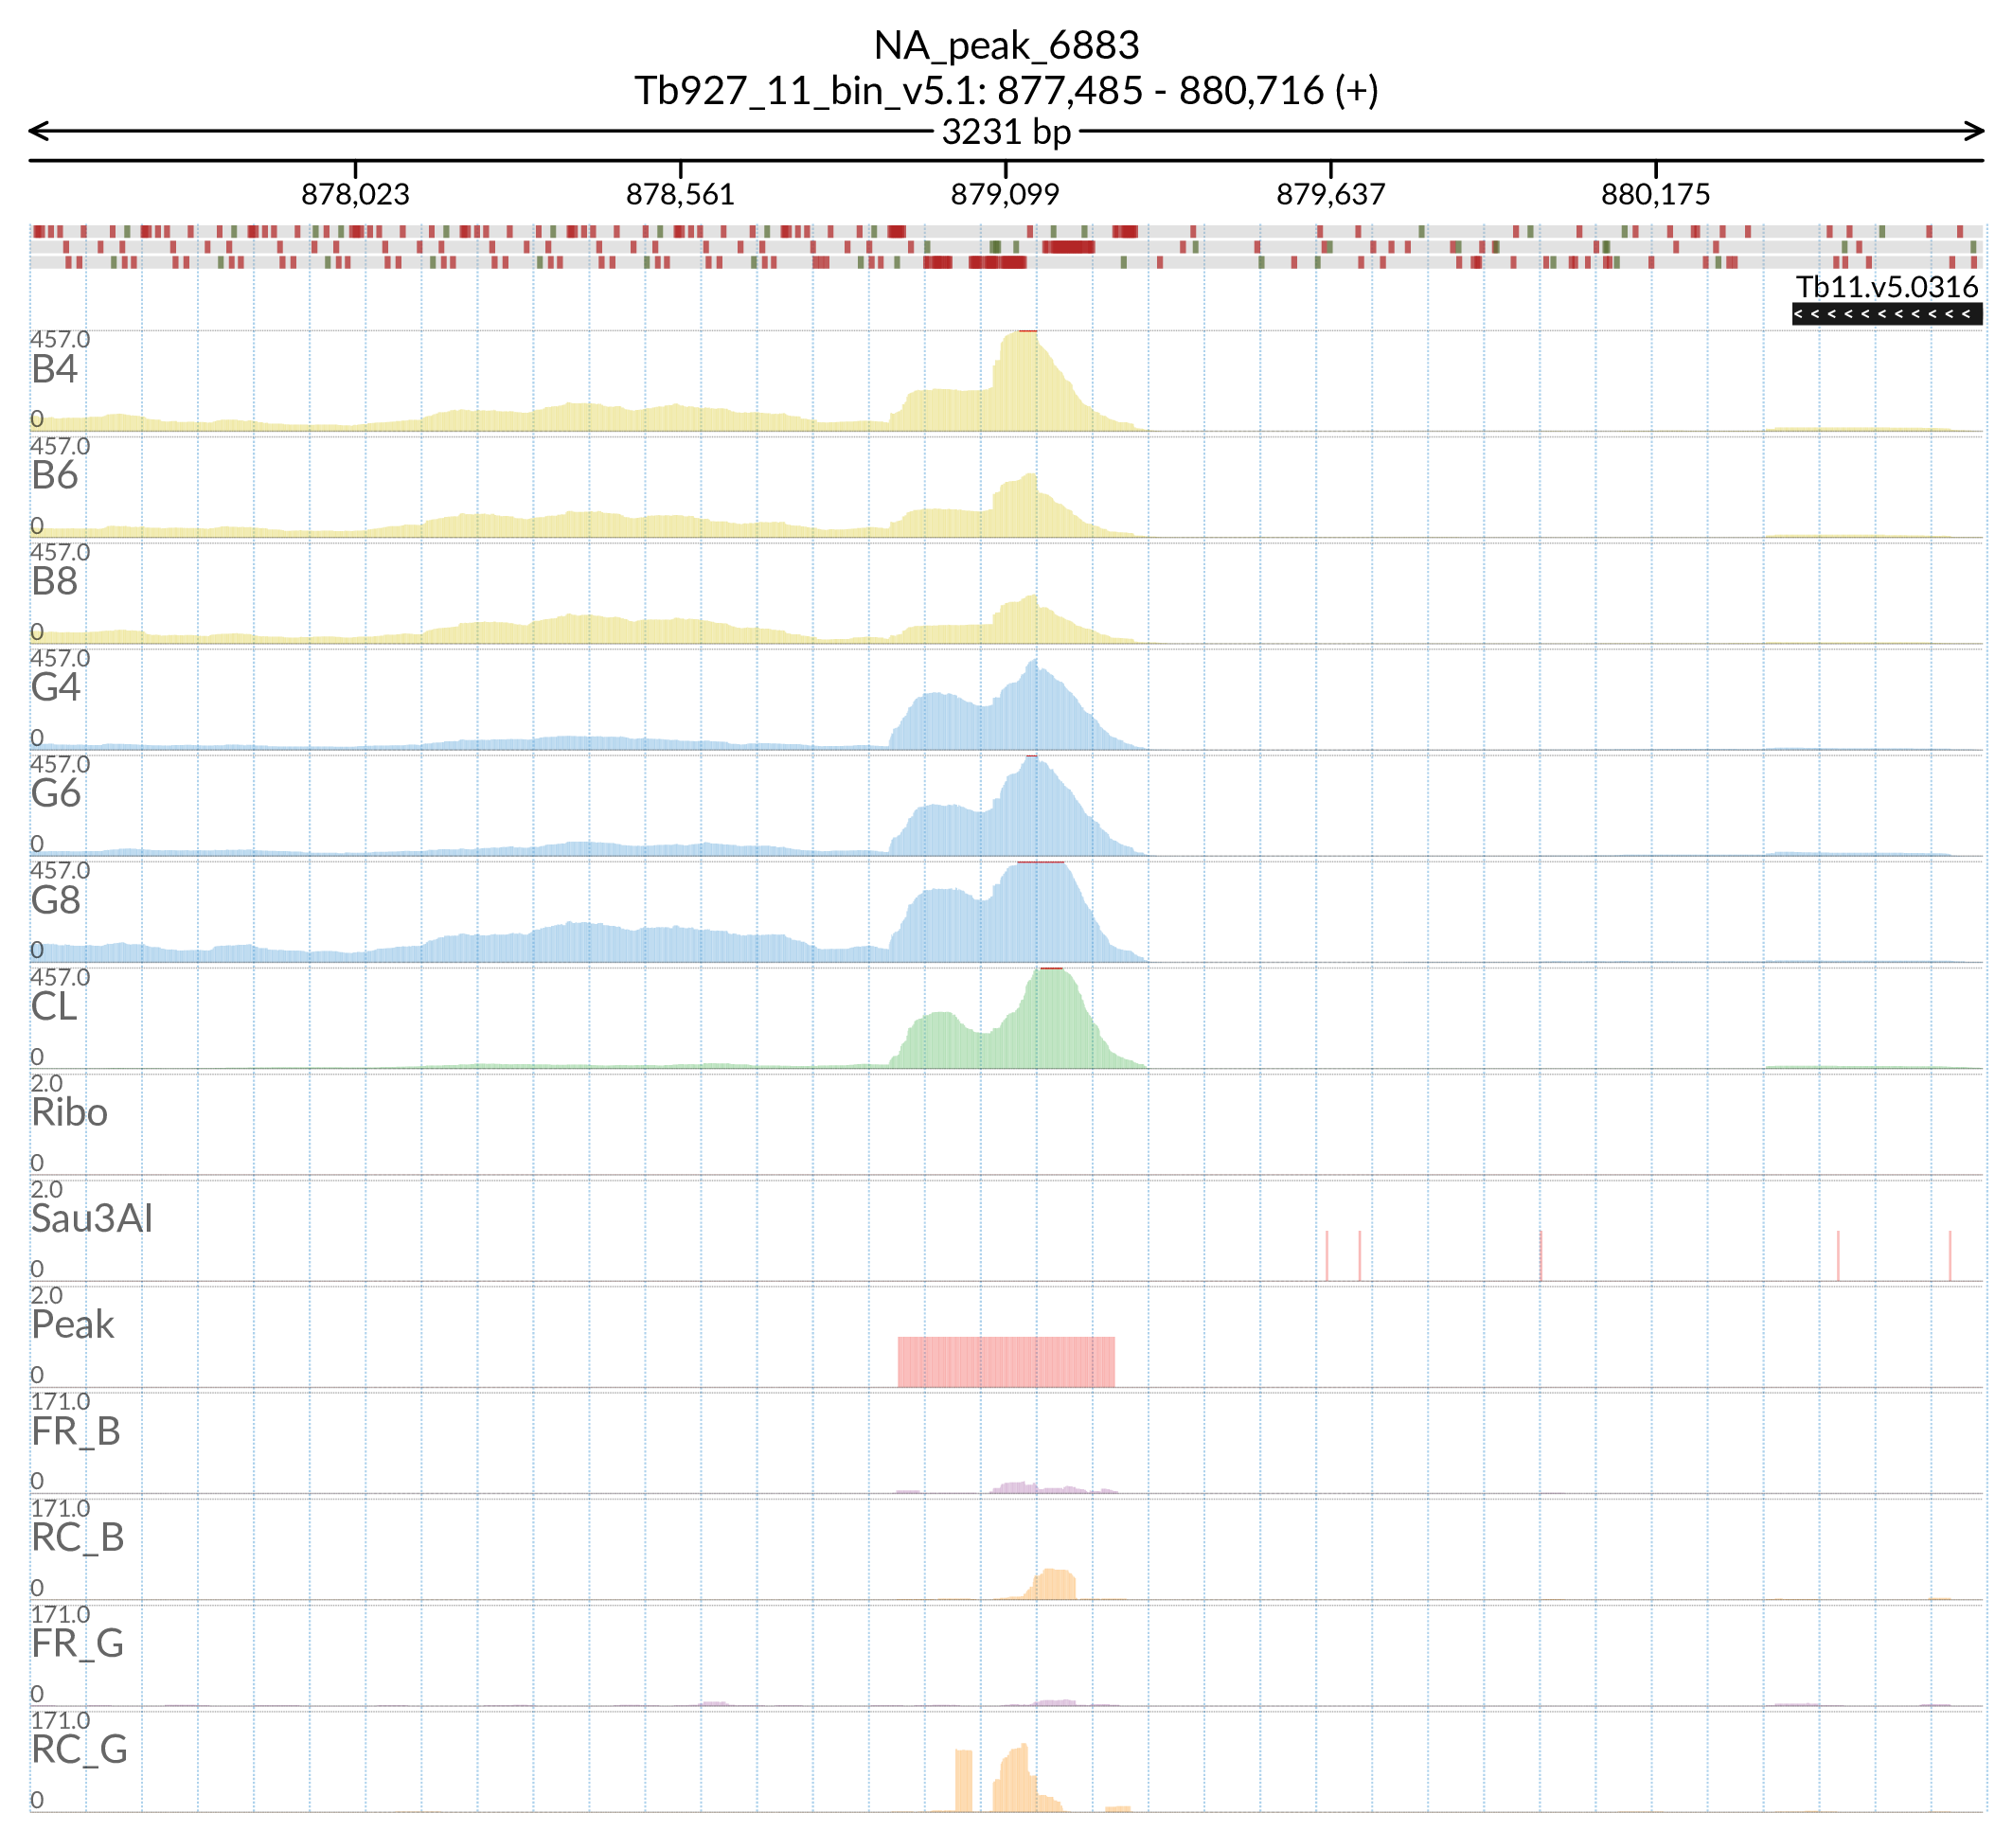 NA_peak_6883
Tb927_11_bin_v5.1: 877,485 - 880,716 (+)
3231 bp
878,023 878,561 879,099 879,637 880,175
Tb11.v5.0316
< < < < < < < < < < <
457.0
B4
0
457.0
B6
0
457.0
B8
0
457.0
G4
0
457.0
G6
0
457.0
G8
0
457.0
CL
0
2.0
Ribo
0
2.0
Sau3AI
0
2.0
Peak
0
171.0
FR_B
0
171.0
RC_B
0
171.0
FR_G
0
171.0
RC_G
0